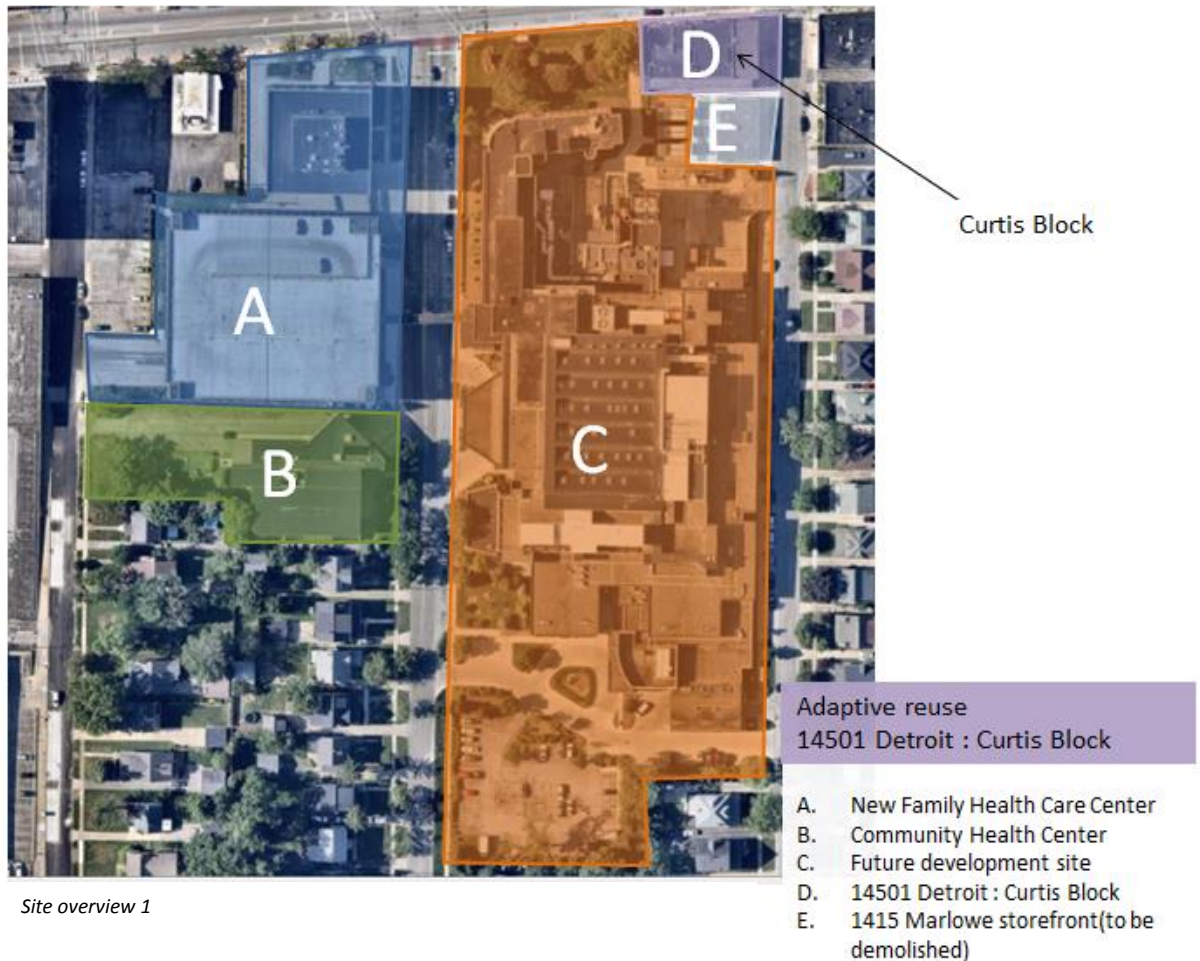 D
E
Curtis Block
A
B
C
Adaptive reuse
14501 Detroit : Curtis Block
A. New Family Health Care Center
B. Community Health Center
C. Future development site
D. 14501 Detroit : Curtis Block
E. 1415 Marlowe storefront(to be
demolished)
Site overview 1